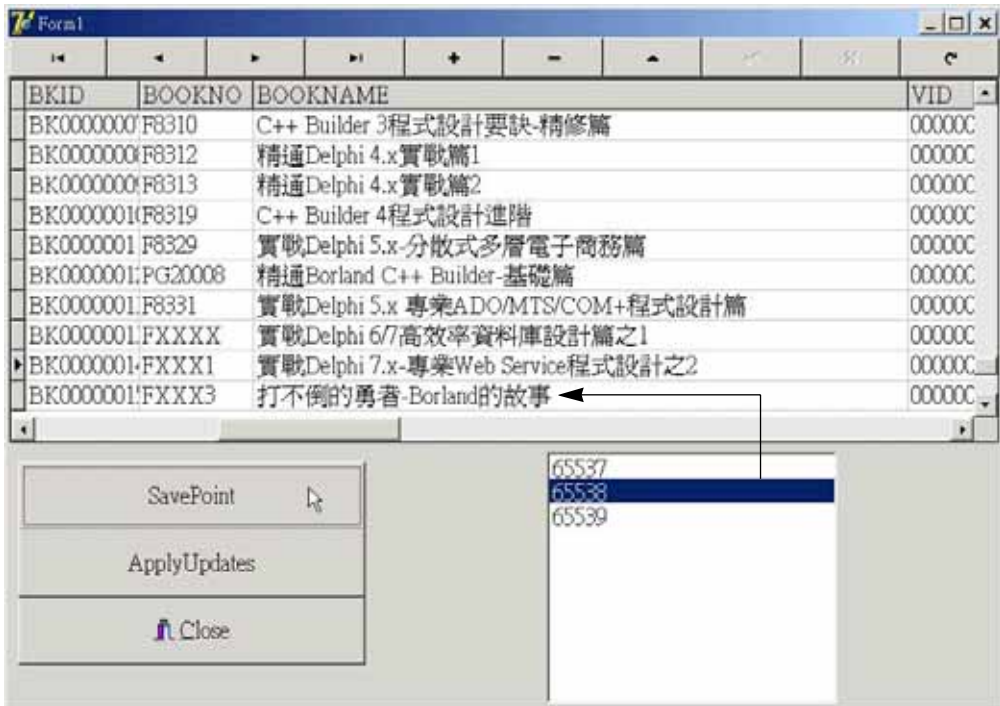 Form1
BKID BOOKNO BOOKNAME VID
F8310 C++ Builder 3程式設計要訣-精修篇
F8312 精通Delphi 4.x實戰篇1
F8313 精通Delphi 4.x實戰篇2
F8319 C++ Builder 4程式設計進階
F8329 實戰Delphi 5.x-分散式多層電子商務篇
PG20008 精通Borland C++ Builder-基礎篇
F8331 實戰Delphi 5.x 專業ADO/MTS/COM+程式設計篇
FXXXX 實戰Delphi 6/7高效率資料庫設計篇之1
FXXX1 實戰Delphi 7.x-專業Web Service程式設計之2
FXXX3 打不倒的勇者-Borland的故事
SavePoint
ApplyUpdates
Close
65537
65538
65539